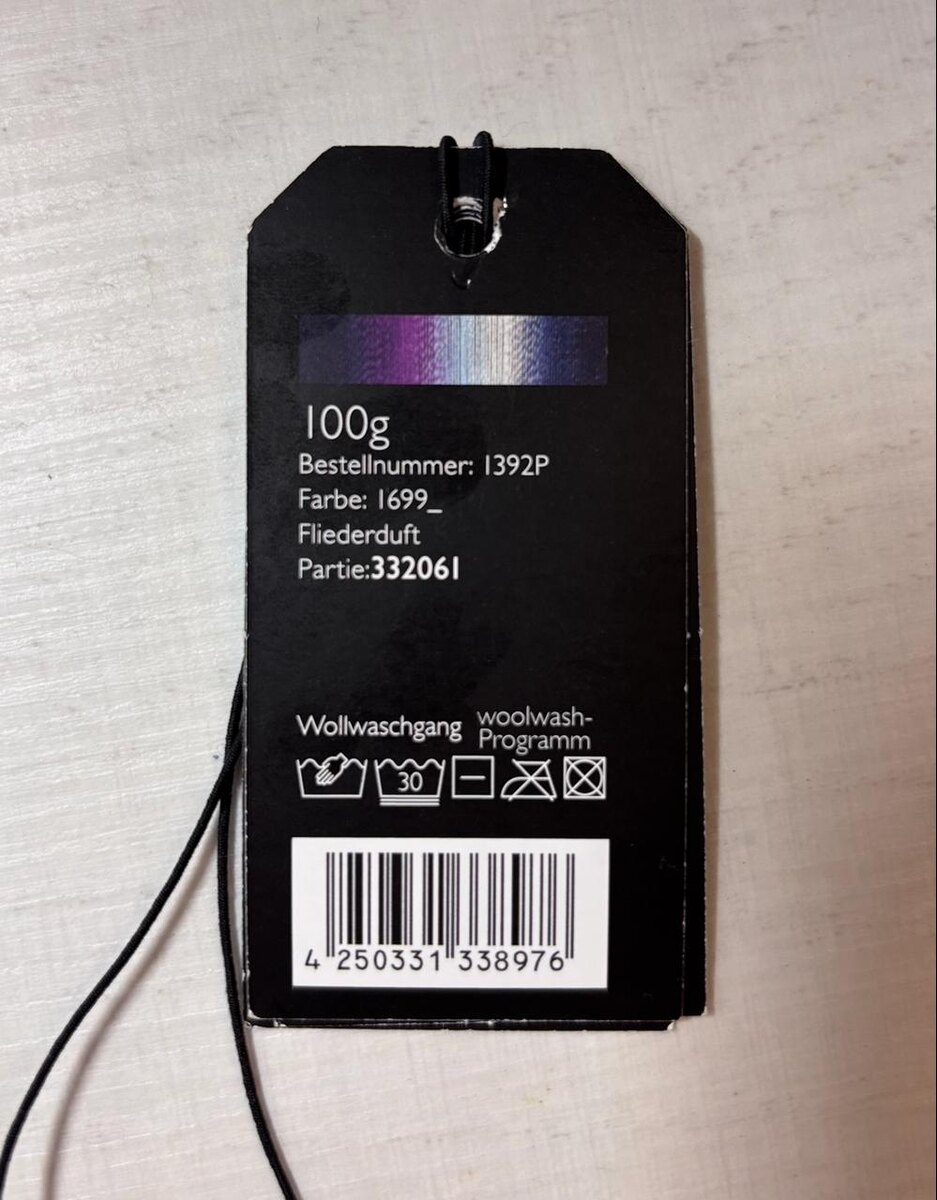 100g
Bestellnummer: 1392P
Farbe: 1699_
Fliederduft
Partie:332061
Wollwaschgang
woolwash-
Programm
30
4 250331 338976